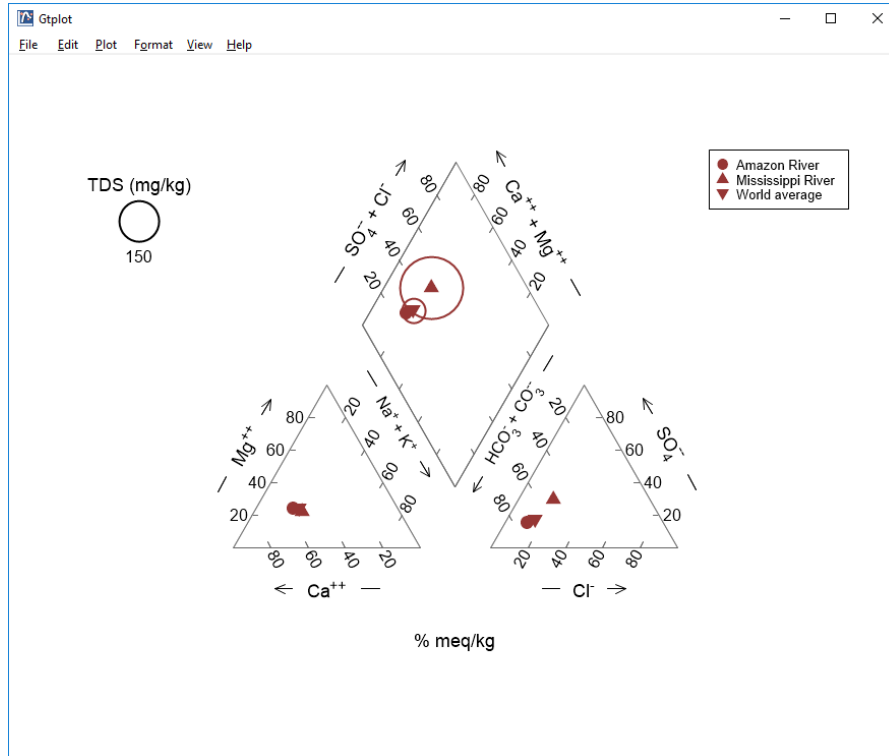 Gtplot
File Edit Plot Format View Help
TDS (mg/kg)
150
Amazon River
Mississippi River
World average
SO4-- + Cl-
Ca++ + Mg++
80 80
60 60
40 40
20 20
Na+ + K+
HCO3- + CO3--
Mg++
80 20
60 40
40 60
20 80
80 60 40 20
Ca++
SO4--
20 80
40 60
60 40
80 20
20 40 60 80
Cl-
% meq/kg